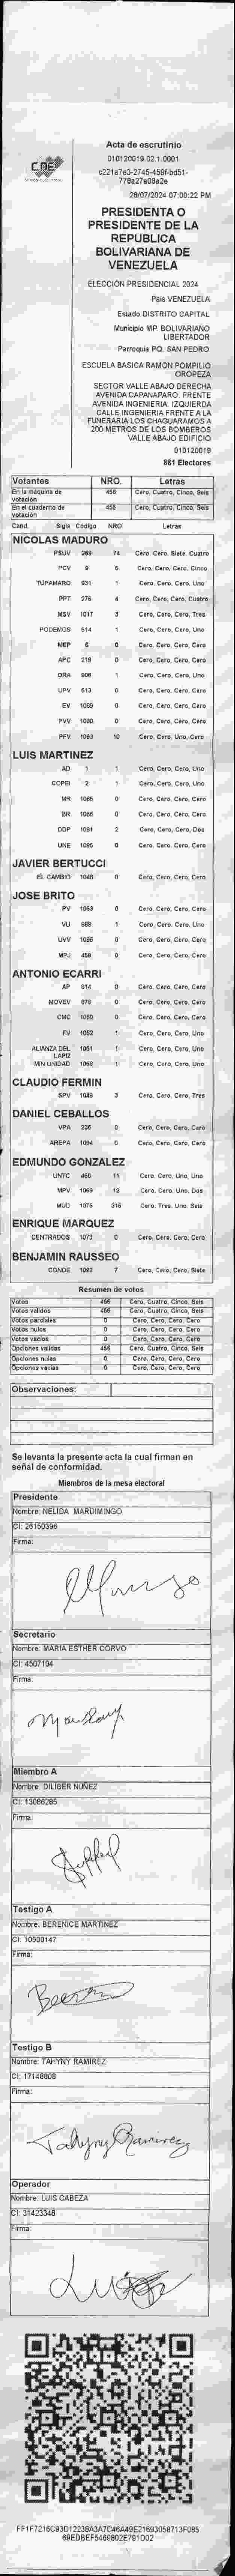 CNE
Acta de escrutinio
010120019.02.1.0001
c221a7e3-2745-459f-bd51-
778a27a08a2e
28/07/2024 07:00:22 PM
PRESIDENTA O
PRESIDENTE DE LA
REPUBLICA
BOLIVARIANA DE
VENEZUELA
ELECCIÓN PRESIDENCIAL 2024
Pais VENEZUELA
Estado DISTRITO CAPITAL
Municipio MP. BOLIVARIANO
LIBERTADOR
Parroquia PQ. SAN PEDRO
ESCUELA BASICA RAMON POMPILIO
OROPEZA
SECTOR VALLE ABAJO DERECHA
AVENIDA CAPANAPARO. FRENTE
AVENIDA INGENIERIA. IZQUIERDA
CALLE INGENIERIA FRENTE A LA
FUNERARIA LOS CHAGUARAMOS A
200 METROS DE LOS BOMBEROS
VALLE ABAJO EDIFICIO
010120019
881 Electores
Votantes NRO. Letras
En la máquina de votación 456 Cero, Cuatro, Cinco, Seis
En el cuaderno de votación 456 Cero, Cuatro, Cinco, Seis
Cand. Sigla Codigo NRO Letras
NICOLAS MADURO
PSUV 269 74 Cero, Cero, Siete, Cuatro
PCV 9 5 Cero, Cero, Cero, Cinco
TUPAMARO 931 1 Cero, Cero, Cero, Uno
PPT 276 4 Cero, Cero, Cero, Cuatro
MSV 1017 3 Cero, Cero, Cero, Tres
PODEMOS 514 1 Cero, Cero, Cero, Uno
MEP 6 0 Cero, Cero, Cero, Cero
APC 219 0 Cero, Cero, Cero, Cero
ORA 906 1 Cero, Cero, Cero, Uno
UPV 613 0 Cero, Cero, Cero, Cero
EV 1089 0 Cero, Cero, Cero, Cero
PVV 1090 0 Cero, Cero, Cero, Cero
PFV 1093 10 Cero, Cero, Uno, Cero
LUIS MARTINEZ
AD 1 1 Cero, Cero, Cero, Uno
COPEI 2 1 Cero, Cero, Cero, Uno
MR 1065 0 Cero, Cero, Cero, Cero
BR 1066 0 Cero, Cero, Cero, Cero
DDP 1091 2 Cero, Cero, Cero, Dos
UNE 1095 0 Cero, Cero, Cero, Cero
JAVIER BERTUCCI
EL CAMBIO 1048 0 Cero, Cero, Cero, Cero
JOSE BRITO
PV 1053 0 Cero, Cero, Cero, Cero
VU 868 1 Cero, Cero, Cero, Uno
UVV 1096 0 Cero, Cero, Cero, Cero
MPJ 458 0 Cero, Cero, Cero, Cero
ANTONIO ECARRI
AP 914 0 Cero, Cero, Cero, Cero
MOVEV 979 0 Cero, Cero, Cero, Cero
CMC 1050 0 Cero, Cero, Cero, Cero
FV 1062 1 Cero, Cero, Cero, Uno
ALIANZA DEL LAPIZ 1051 1 Cero, Cero, Cero, Uno
MIN UNIDAD 1068 1 Cero, Cero, Cero, Uno
CLAUDIO FERMIN
SPV 1049 3 Cero, Cero, Cero, Tres
DANIEL CEBALLOS
VPA 236 0 Cero, Cero, Cero, Cero
AREPA 1094 0 Cero, Cero, Cero, Cero
EDMUNDO GONZALEZ
UNTC 460 11 Cero, Cero, Uno, Uno
MPV 1069 12 Cero, Cero, Uno, Dos
MUD 1075 316 Cero, Tres, Uno, Seis
ENRIQUE MARQUEZ
CENTRADOS 1073 0 Cero, Cero, Cero, Cero
BENJAMIN RAUSSEO
CONDE 1092 7 Cero, Cero, Cero, Siete
Resumen de votos
Votos 456 Cero, Cuatro, Cinco, Seis
Votos validos 456 Cero, Cuatro, Cinco, Seis
Votos parciales 0 Cero, Cero, Cero, Cero
Votos nulos 0 Cero, Cero, Cero, Cero
Votos vacios 0 Cero, Cero, Cero, Cero
Opciones validas 456 Cero, Cuatro, Cinco, Seis
Opciones nulas 0 Cero, Cero, Cero, Cero
Opciones vacias 0 Cero, Cero, Cero, Cero
Observaciones:
Se levanta la presente acta la cual firman en
señal de conformidad.
Miembros de la mesa electoral
Presidente
Nombre: NELIDA MARDIMINGO
CI: 26150396
Firma:
Secretario
Nombre: MARIA ESTHER CORVO
CI: 4507104
Firma:
Miembro A
Nombre: DILIBER NUÑEZ
CI: 13086285
Firma:
Testigo A
Nombre: BERENICE MARTINEZ
CI: 10500147
Firma:
Testigo B
Nombre: TAHYNY RAMIREZ
CI: 17148808
Firma:
Tahyny Ramirez
Operador
Nombre: LUIS CABEZA
CI: 31423348
Firma:
FF1F7216C93D12238A3A7C46A49E21693058713F085
69EDBEF5469802E791D02